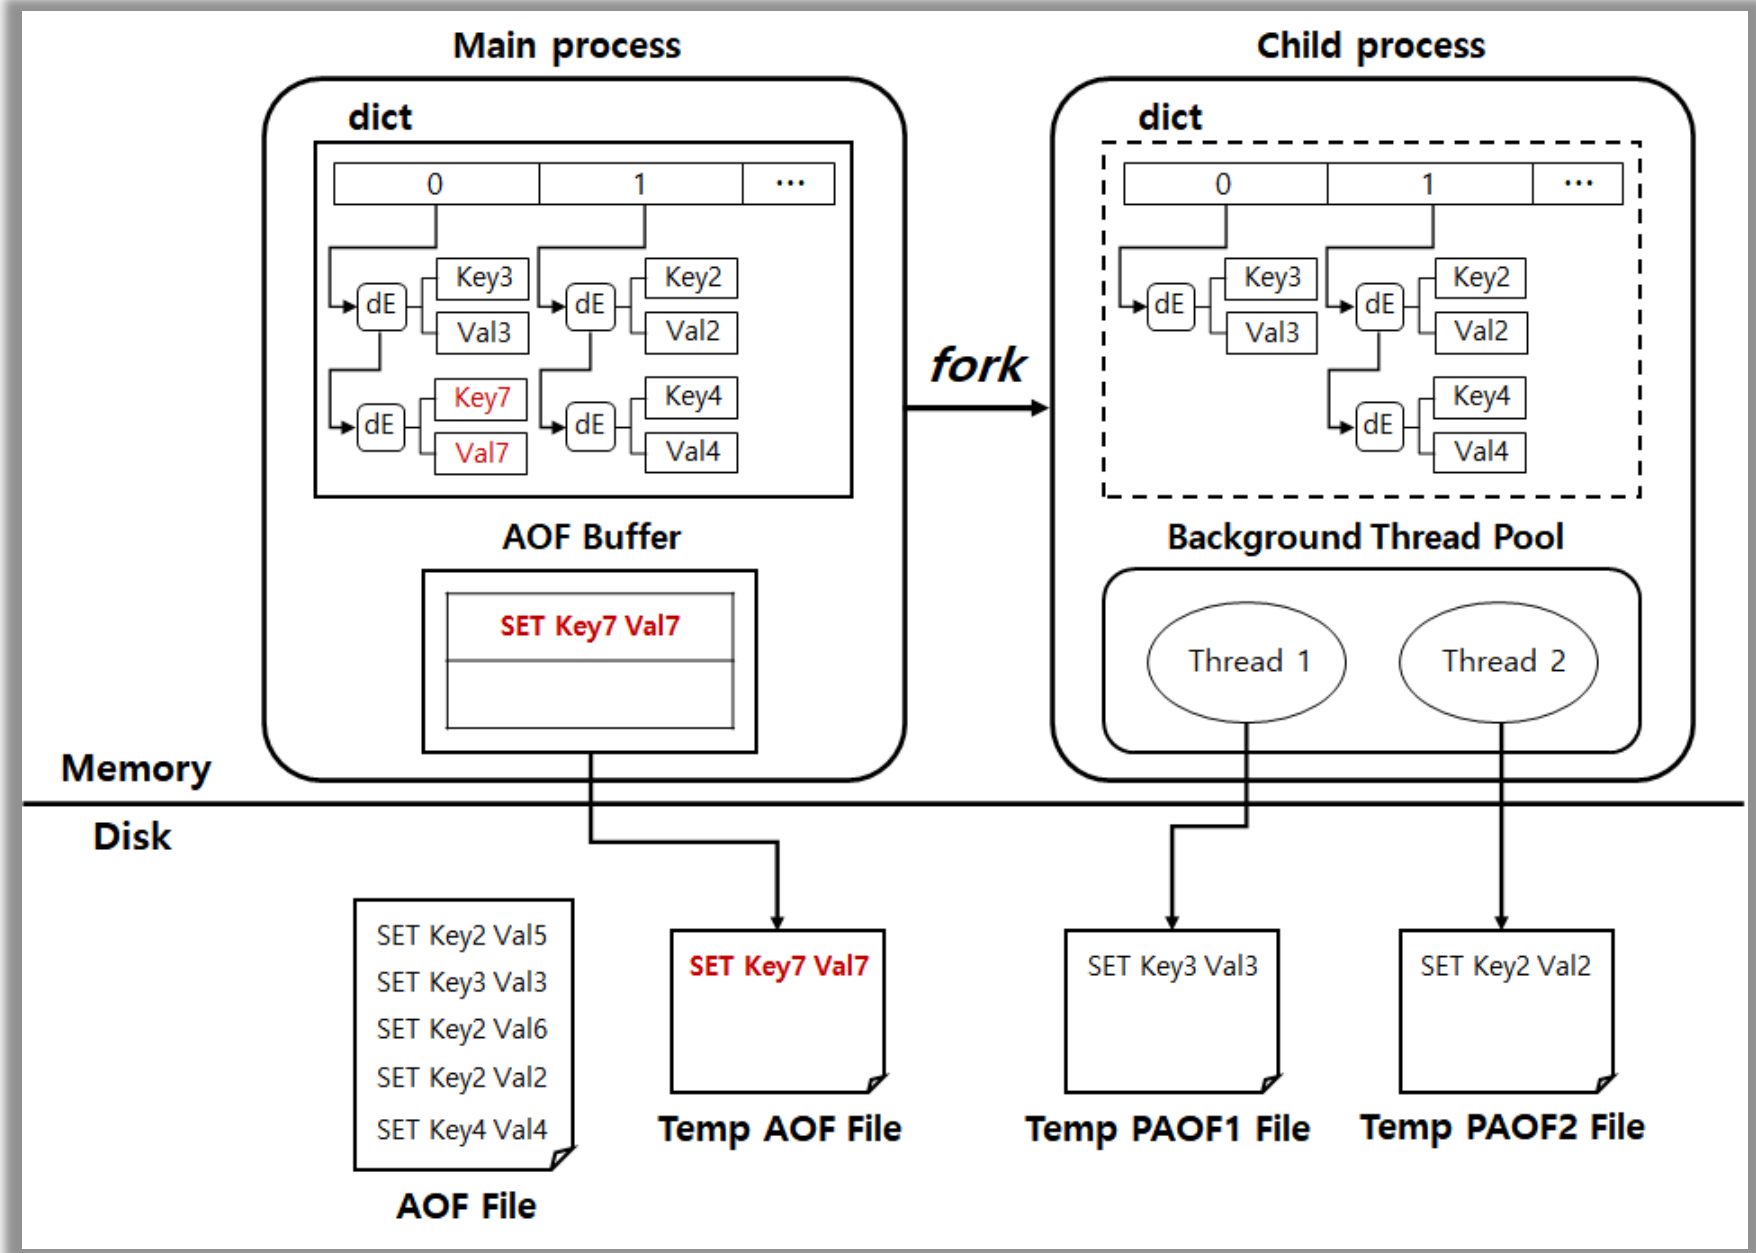 Main process
Child process
dict
0 1 ...
Key3
dE
Val3
Key2
dE
Val2
Key7
dE
Val7
Key4
dE
Val4
fork
dict
0 1 ...
Key3
dE
Val3
Key2
dE
Val2
Key4
dE
Val4
AOF Buffer
SET Key7 Val7
Background Thread Pool
Thread 1
Thread 2
Memory
Disk
SET Key2 Val5
SET Key3 Val3
SET Key2 Val6
SET Key2 Val2
SET Key4 Val4
AOF File
SET Key7 Val7
Temp AOF File
SET Key3 Val3
Temp PAOF1 File
SET Key2 Val2
Temp PAOF2 File